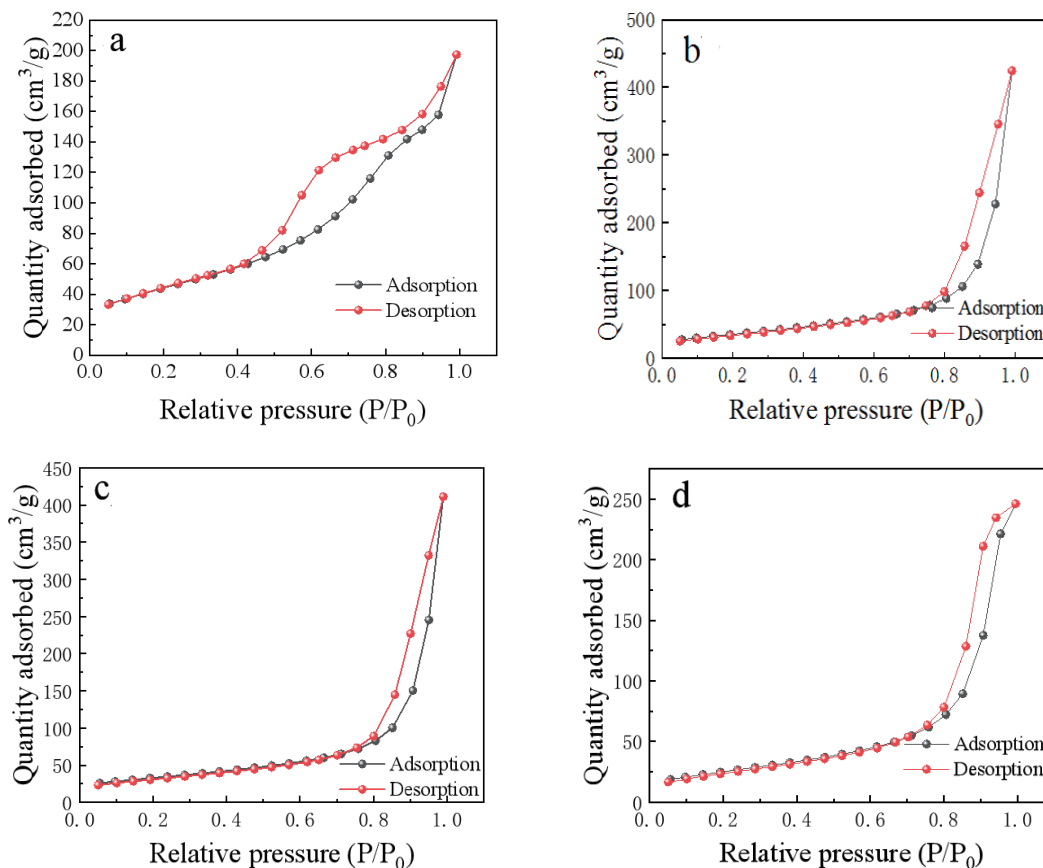 a
220
200
180
160
140
120
100
80
60
40
20
0
0.0 0.2 0.4 0.6 0.8 1.0
Quantity adsorbed (cm³/g)
Relative pressure (P/P₀)
Adsorption
Desorption
b
500
400
300
200
100
0
0.0 0.2 0.4 0.6 0.8 1.0
Quantity adsorbed (cm³/g)
Relative pressure (P/P₀)
Adsorption
Desorption
c
450
400
350
300
250
200
150
100
50
0
0.0 0.2 0.4 0.6 0.8 1.0
Quantity adsorbed (cm³/g)
Relative pressure (P/P₀)
Adsorption
Desorption
d
250
200
150
100
50
0
0.0 0.2 0.4 0.6 0.8 1.0
Quantity adsorbed (cm³/g)
Relative pressure (P/P₀)
Adsorption
Desorption